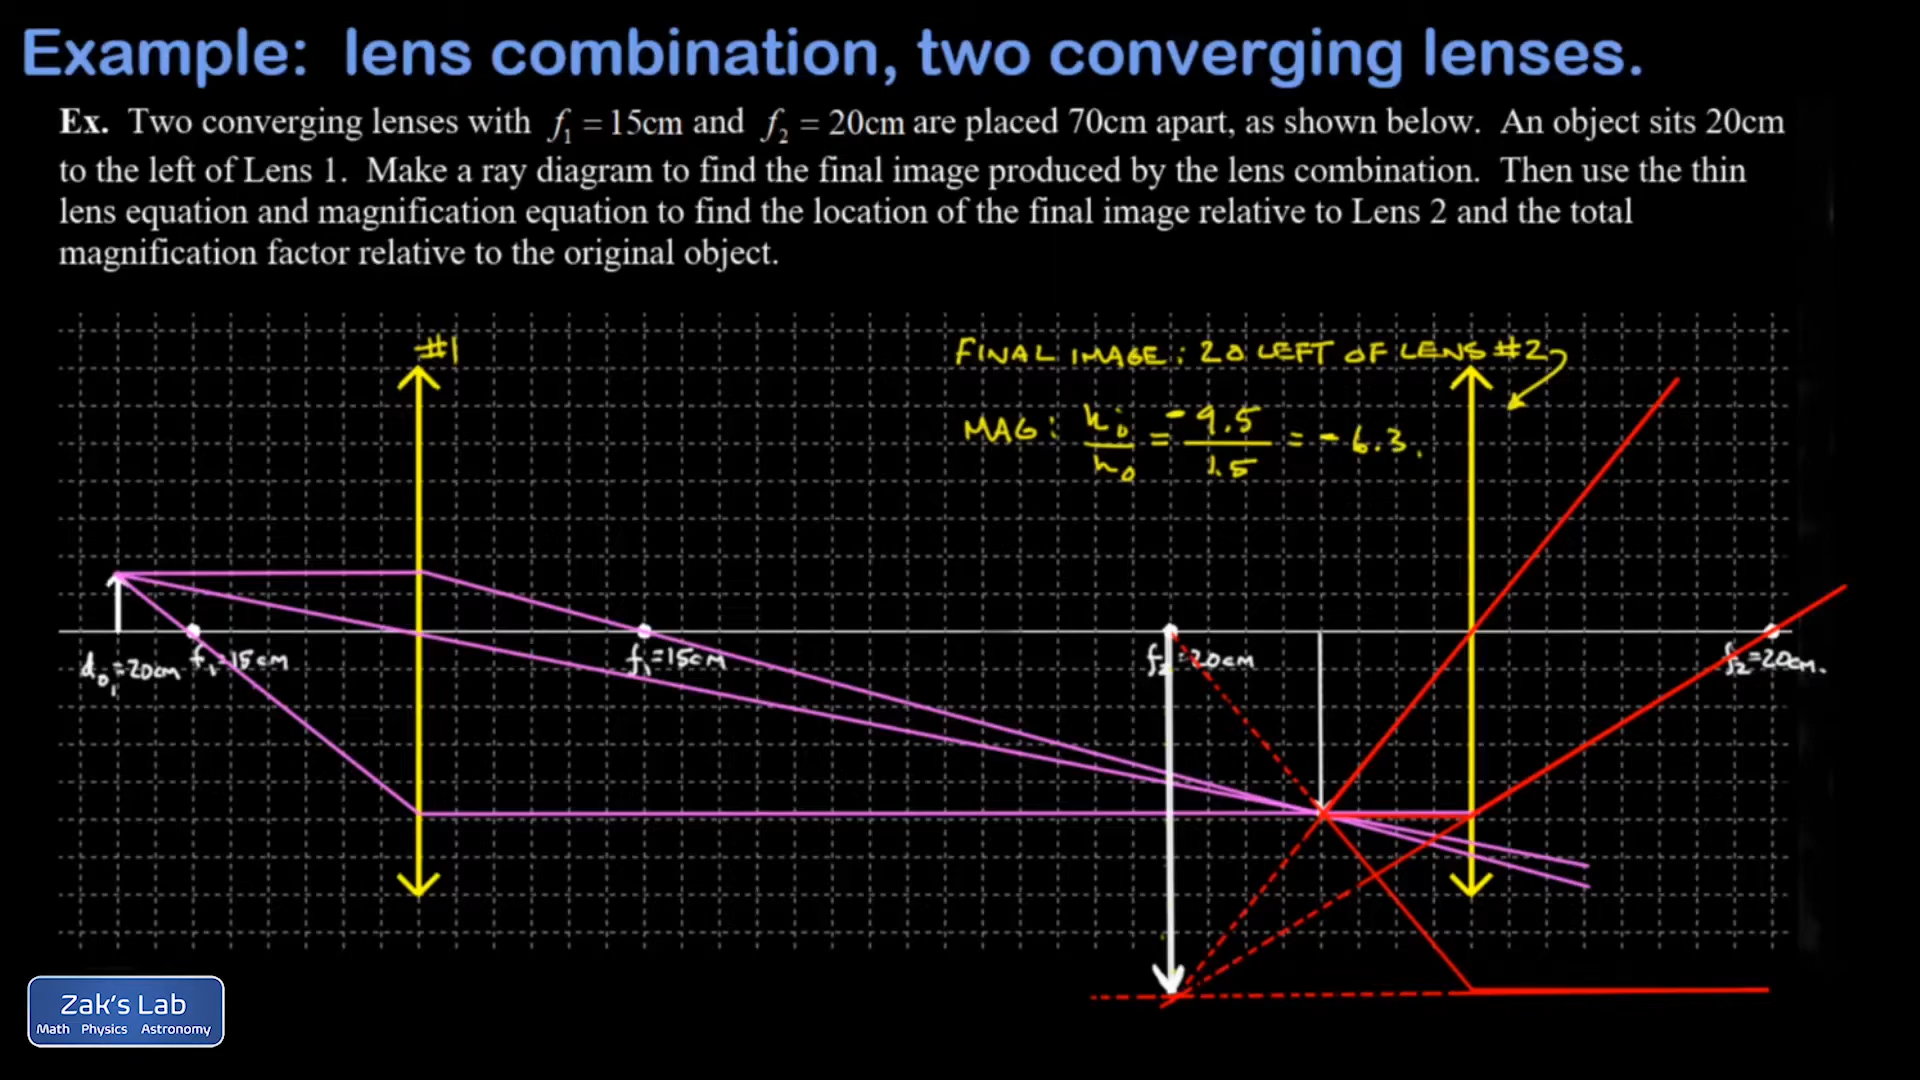 Example: lens combination, two converging lenses.
Ex. Two converging lenses with f₁ = 15cm and f₂ = 20cm are placed 70cm apart, as shown below. An object sits 20cm
to the left of Lens 1. Make a ray diagram to find the final image produced by the lens combination. Then use the thin
lens equation and magnification equation to find the location of the final image relative to Lens 2 and the total
magnification factor relative to the original object.
#1
FINAL IMAGE: 20 LEFT OF LENS #2
MAG: hi/ho = -9.5/1.5 = -6.3.
do₁=20cm
f₁=15cm
f₁=15cm
f₂=20cm
f₂=20cm.
Zak's Lab
Math Physics Astronomy